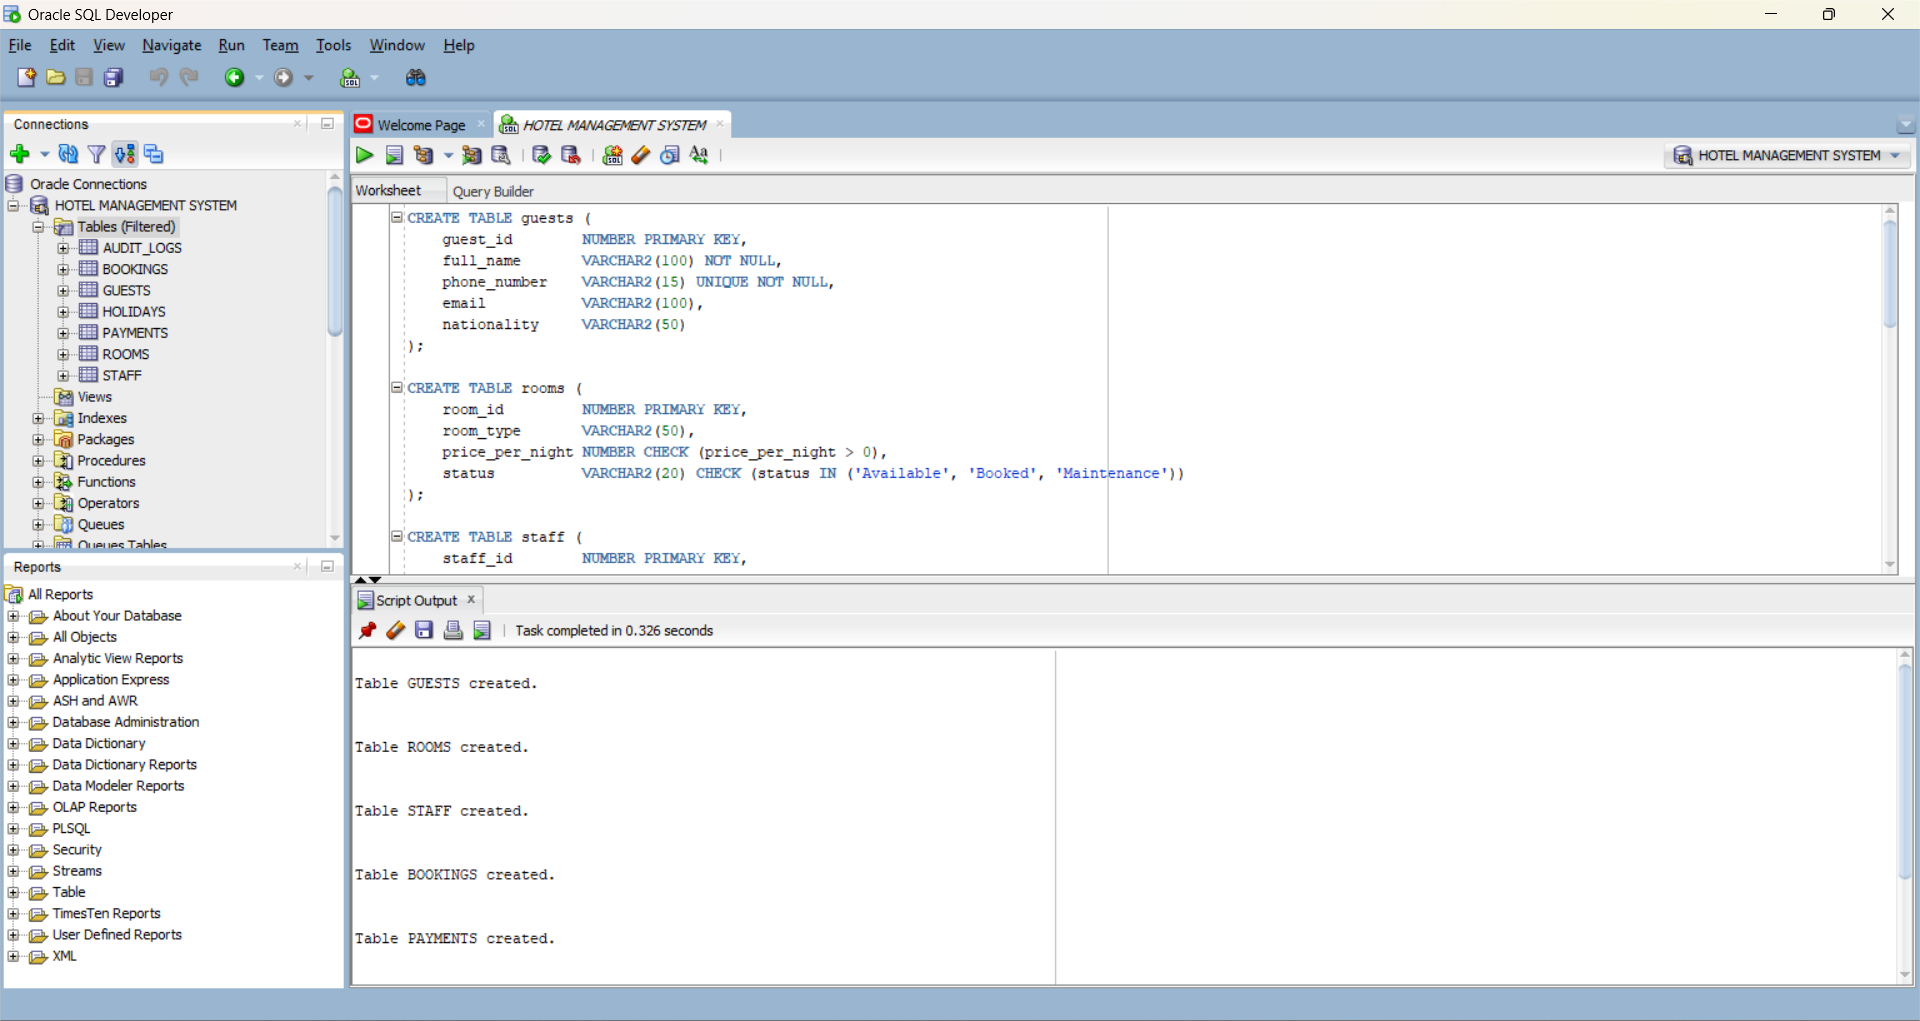 Oracle SQL Developer
File Edit View Navigate Run Team Tools Window Help
Connections
Oracle Connections
HOTEL MANAGEMENT SYSTEM
Tables (Filtered)
AUDIT_LOGS
BOOKINGS
GUESTS
HOLIDAYS
PAYMENTS
ROOMS
STAFF
Views
Indexes
Packages
Procedures
Functions
Operators
Queues
Queues Tables
Reports
All Reports
About Your Database
All Objects
Analytic View Reports
Application Express
ASH and AWR
Database Administration
Data Dictionary
Data Dictionary Reports
Data Modeler Reports
OLAP Reports
PLSQL
Security
Streams
Table
TimesTen Reports
User Defined Reports
XML
Welcome Page HOTEL MANAGEMENT SYSTEM
HOTEL MANAGEMENT SYSTEM
Worksheet Query Builder
CREATE TABLE guests (
guest_id NUMBER PRIMARY KEY,
full_name VARCHAR2(100) NOT NULL,
phone_number VARCHAR2(15) UNIQUE NOT NULL,
email VARCHAR2(100),
nationality VARCHAR2(50)
);
CREATE TABLE rooms (
room_id NUMBER PRIMARY KEY,
room_type VARCHAR2(50),
price_per_night NUMBER CHECK (price_per_night > 0),
status VARCHAR2(20) CHECK (status IN ('Available', 'Booked', 'Maintenance'))
);
CREATE TABLE staff (
staff_id NUMBER PRIMARY KEY,
Script Output
Task completed in 0.326 seconds
Table GUESTS created.
Table ROOMS created.
Table STAFF created.
Table BOOKINGS created.
Table PAYMENTS created.